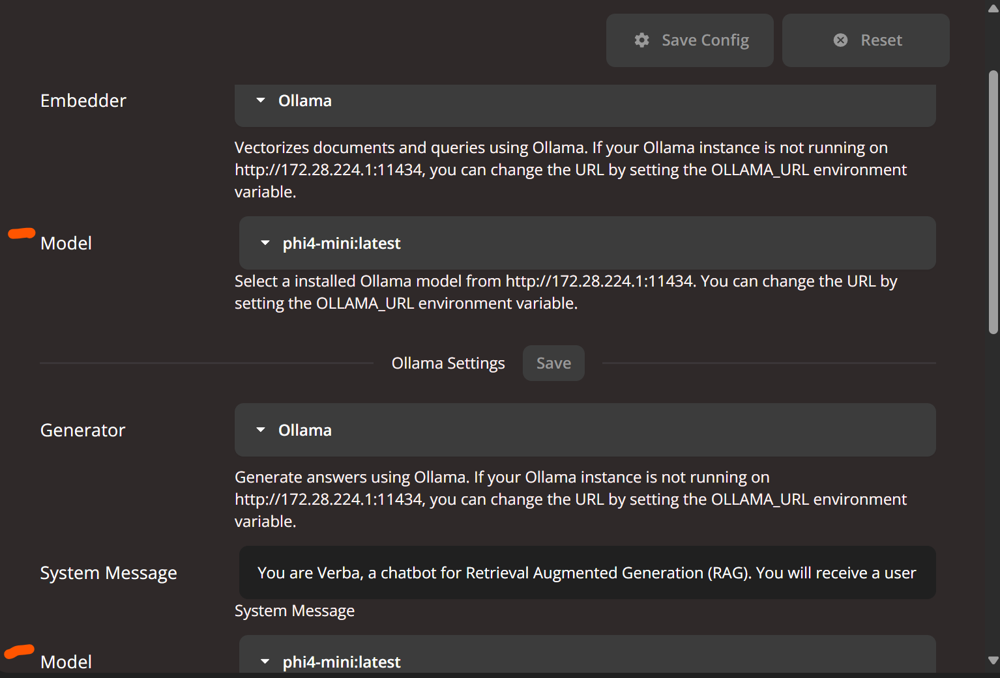 Save Config
Reset
Embedder
Ollama
Vectorizes documents and queries using Ollama. If your Ollama instance is not running on
http://172.28.224.1:11434, you can change the URL by setting the OLLAMA_URL environment
variable.
Model
phi4-mini:latest
Select a installed Ollama model from http://172.28.224.1:11434. You can change the URL by
setting the OLLAMA_URL environment variable.
Ollama Settings
Save
Generator
Ollama
Generate answers using Ollama. If your Ollama instance is not running on
http://172.28.224.1:11434, you can change the URL by setting the OLLAMA_URL environment
variable.
System Message
You are Verba, a chatbot for Retrieval Augmented Generation (RAG). You will receive a user
System Message
Model
phi4-mini:latest